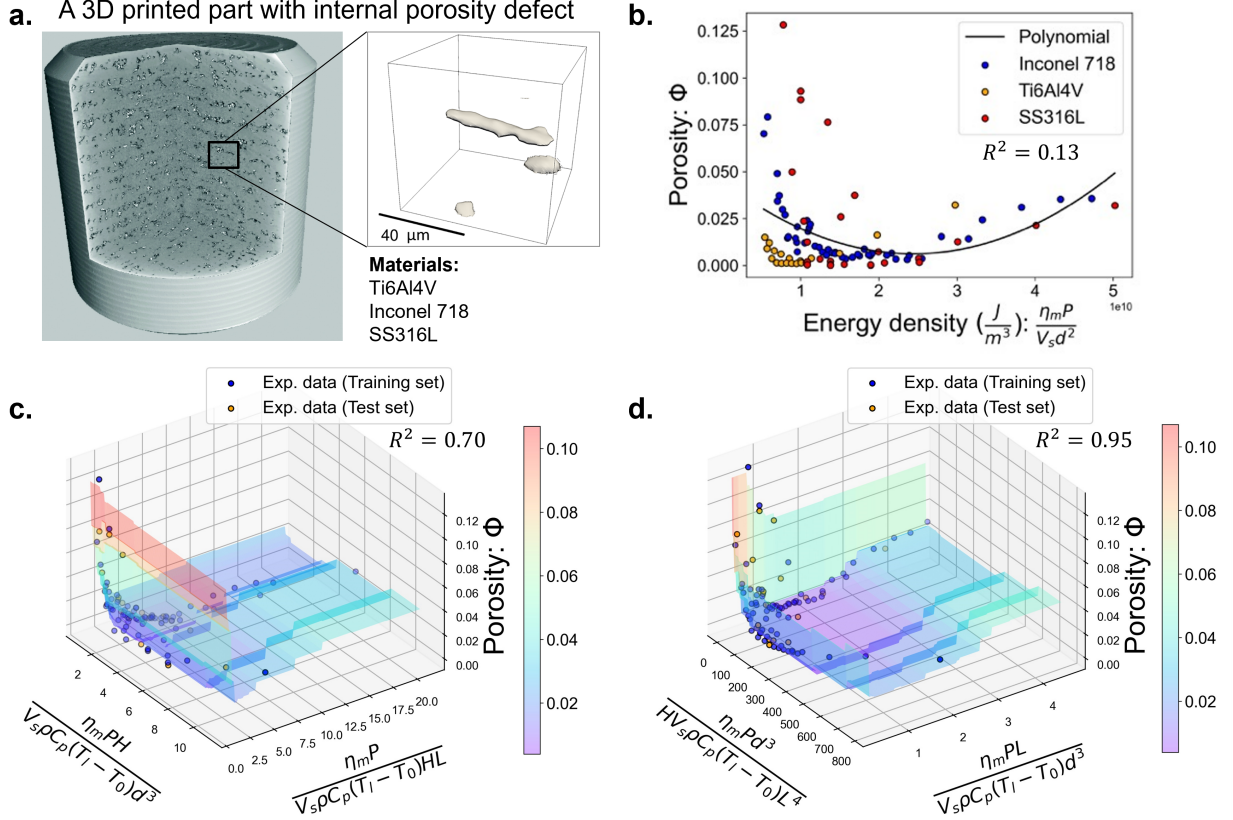 a.
A 3D printed part with internal porosity defect
40 μm
Materials:
Ti6Al4V
Inconel 718
SS316L
b.
Porosity: Φ
0.125
0.100
0.075
0.050
0.025
0.000
Polynomial
Inconel 718
Ti6Al4V
SS316L
R² = 0.13
1 2 3 4 5
1e10
Energy density (J/m³): ηₘP/Vₛd²
c.
Exp. data (Training set)
Exp. data (Test set)
R² = 0.70
0.10
0.08
0.06
0.04
0.02
0.12
0.10
0.08
0.06
0.04
0.02
0.00
Porosity: Φ
2 4 6 8 10
ηₘPH/VₛρCₚ(Tₗ − T₀)d³
0.0 2.5 5.0 7.5 10.0 12.5 15.0 17.5 20.0
ηₘP/VₛρCₚ(Tₗ − T₀)HL
d.
Exp. data (Training set)
Exp. data (Test set)
R² = 0.95
0.10
0.08
0.06
0.04
0.02
0.12
0.10
0.08
0.06
0.04
0.02
0.00
Porosity: Φ
0 100 200 300 400 500 600 700 800
ηₘPd³/HVₛρCₚ(Tₗ − T₀)L⁴
1 2 3 4
ηₘPL/VₛρCₚ(Tₗ − T₀)d³